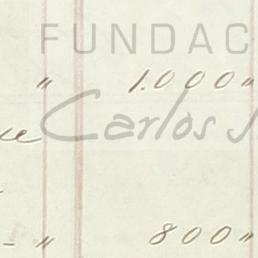 FUNDAC
" 1.000 "
Carlos
- " 800 "